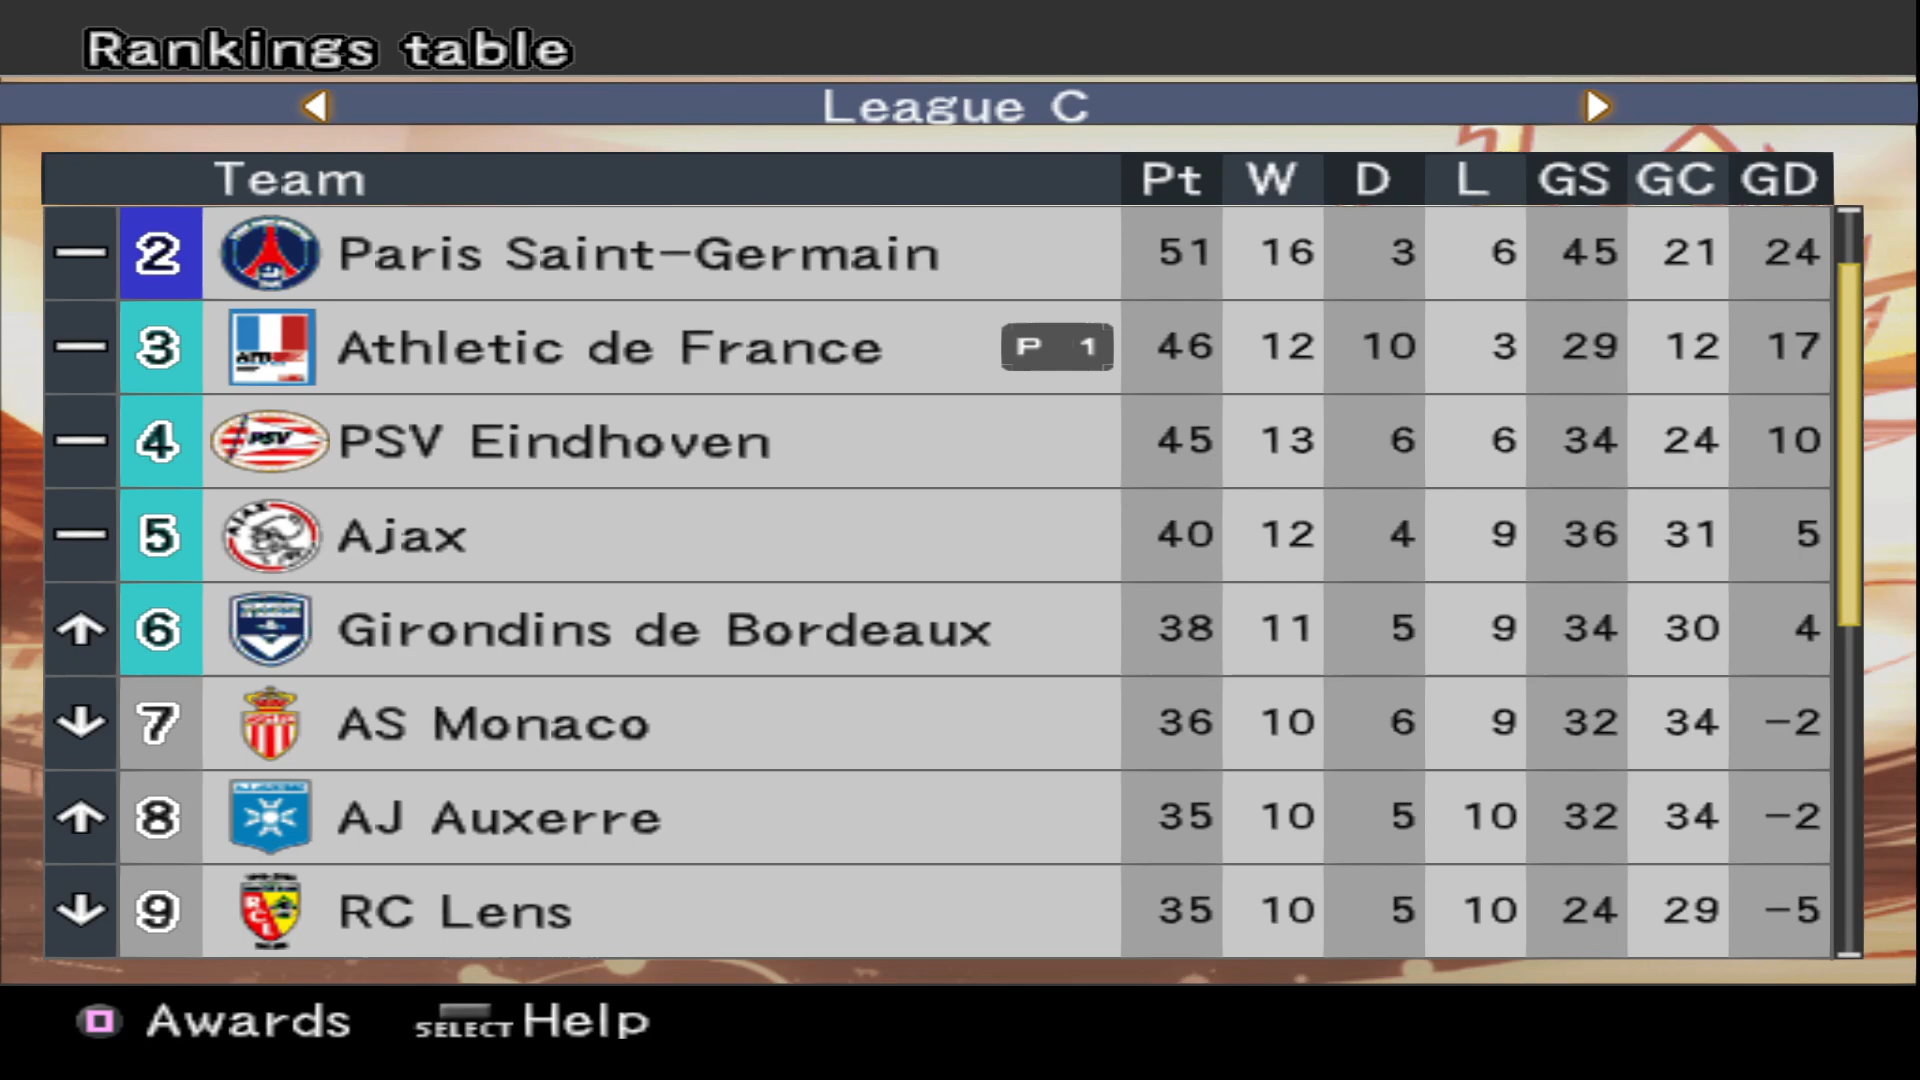 Rankings table
League C
Team Pt W D L GS GC GD
2 Paris Saint-Germain 51 16 3 6 45 21 24
3 Athletic de France P 1 46 12 10 3 29 12 17
4 PSV PSV Eindhoven 45 13 6 6 34 24 10
5 AJAX Ajax 40 12 4 9 36 31 5
6 Girondins de Bordeaux 38 11 5 9 34 30 4
7 AS Monaco 36 10 6 9 32 34 -2
8 AJ Auxerre 35 10 5 10 32 34 -2
9 RCL RC Lens 35 10 5 10 24 29 -5
Awards SELECT Help